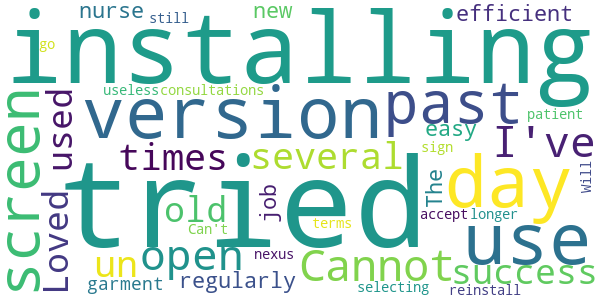 go
nurse
still
new
efficient
installing
useless
consultations
screen
used
version
past
patient
easy
I've
times
several
sign
The
day
Will
tried
Loved
old
job
accept
longer
use
Can't
terms
un
open
nexus
Cannot
success
garment
regularly
selecting
reinstall